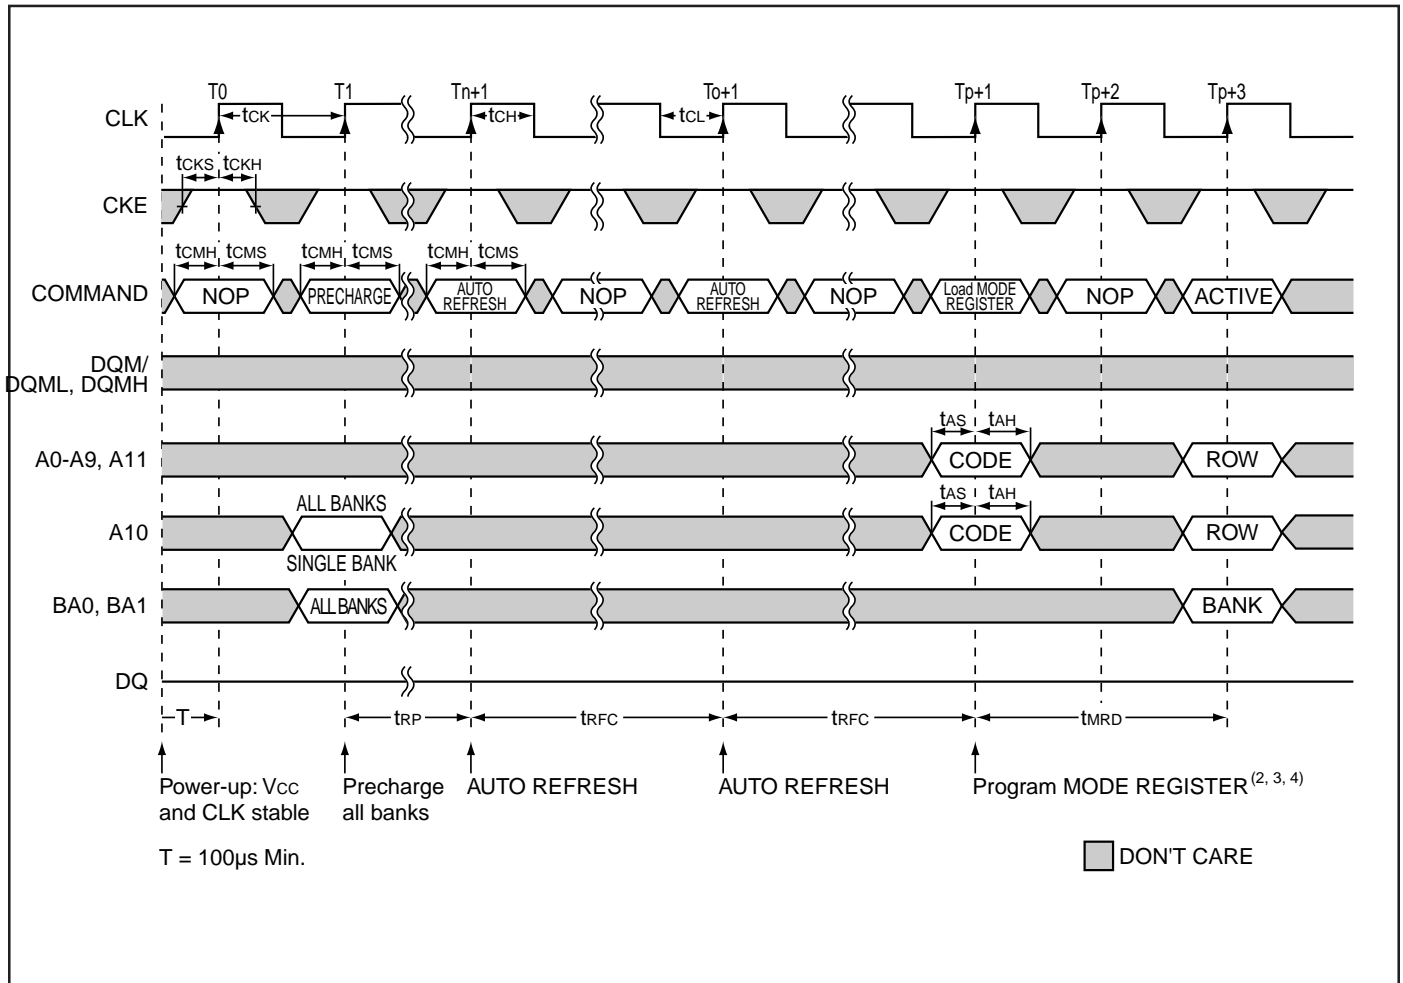 T0 T1 Tn+1 To+1 Tp+1 Tp+2 Tp+3
CLK tCK tCH tCL
tCKS tCKH
CKE
tCMH tCMS tCMH tCMS tCMH tCMS
COMMAND NOP PRECHARGE AUTO REFRESH NOP AUTO REFRESH NOP Load MODE REGISTER NOP ACTIVE
DQM/
DQML, DQMH
tAS tAH
A0-A9, A11 CODE ROW
ALL BANKS tAS tAH
A10 CODE ROW
SINGLE BANK
BA0, BA1 ALL BANKS BANK
DQ
T tRP tRFC tRFC tMRD
Power-up: VCC Precharge AUTO REFRESH AUTO REFRESH Program MODE REGISTER (2, 3, 4)
and CLK stable all banks
T = 100µs Min. DON'T CARE